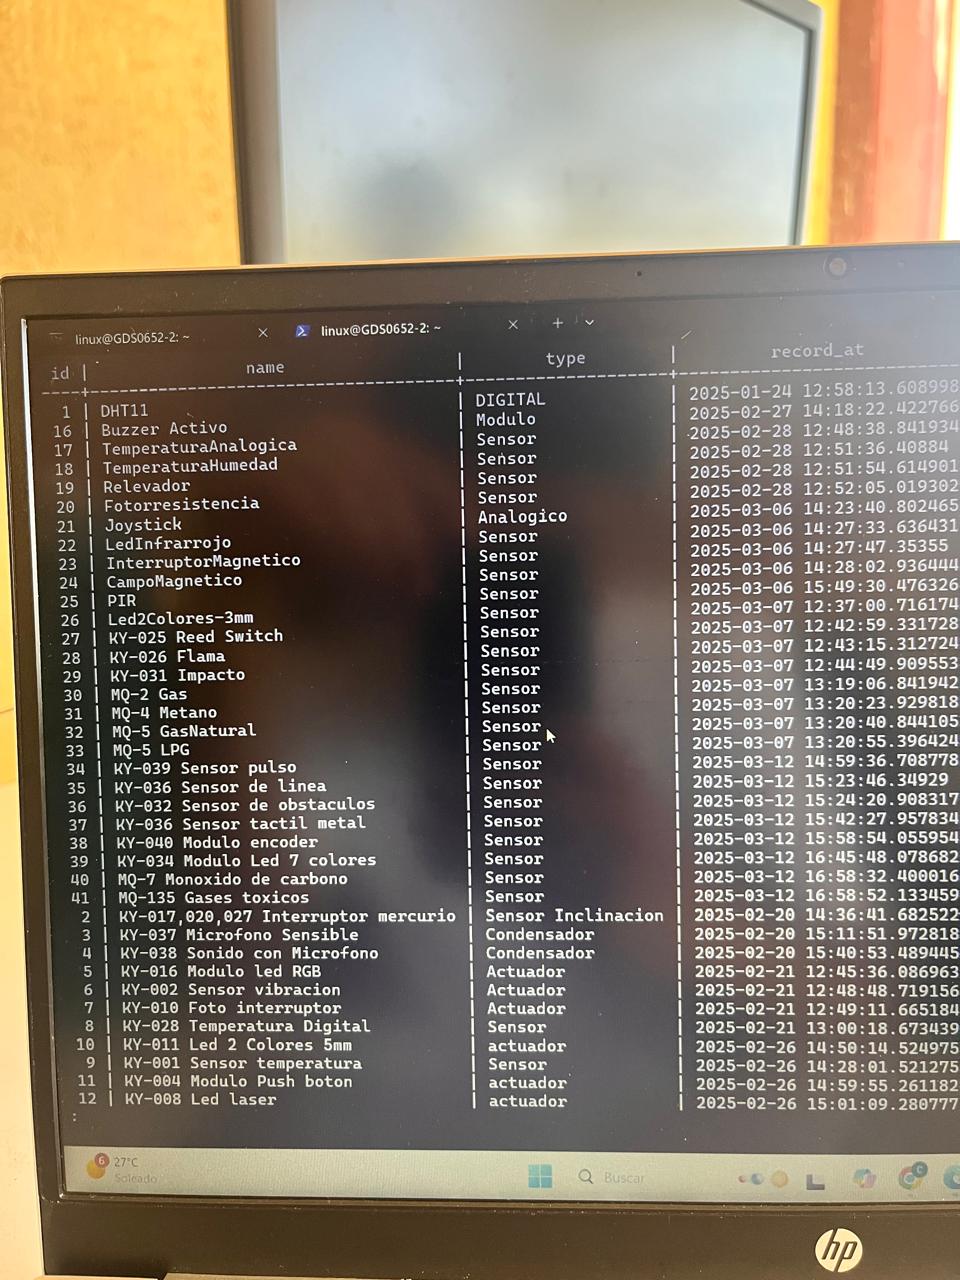 linux@GDS0652-2: ~ linux@GDS0652-2: ~
id | name | type | record_at
1 | DHT11 | DIGITAL | 2025-01-24 12:58:13.608998
16 | Buzzer Activo | Modulo | 2025-02-27 14:18:22.422766
17 | TemperaturaAnalogica | Sensor | 2025-02-28 12:48:38.841934
18 | TemperaturaHumedad | Sensor | 2025-02-28 12:51:36.40884
19 | Relevador | Sensor | 2025-02-28 12:51:54.614901
20 | Fotorresistencia | Sensor | 2025-02-28 12:52:05.019302
21 | Joystick | Analogico | 2025-03-06 14:23:40.802465
22 | LedInfrarrojo | Sensor | 2025-03-06 14:27:33.636431
23 | InterruptorMagnetico | Sensor | 2025-03-06 14:27:47.35355
24 | CampoMagnetico | Sensor | 2025-03-06 14:28:02.936444
25 | PIR | Sensor | 2025-03-06 15:49:30.476326
26 | Led2Colores-3mm | Sensor | 2025-03-07 12:37:00.716174
27 | KY-025 Reed Switch | Sensor | 2025-03-07 12:42:59.331728
28 | KY-026 Flama | Sensor | 2025-03-07 12:43:15.312724
29 | KY-031 Impacto | Sensor | 2025-03-07 12:44:49.909553
30 | MQ-2 Gas | Sensor | 2025-03-07 13:19:06.841942
31 | MQ-4 Metano | Sensor | 2025-03-07 13:20:23.929818
32 | MQ-5 GasNatural | Sensor | 2025-03-07 13:20:40.844105
33 | MQ-5 LPG | Sensor | 2025-03-07 13:20:55.396424
34 | KY-039 Sensor pulso | Sensor | 2025-03-12 14:59:36.708778
35 | KY-036 Sensor de linea | Sensor | 2025-03-12 15:23:46.34929
36 | KY-032 Sensor de obstaculos | Sensor | 2025-03-12 15:24:20.908317
37 | KY-036 Sensor tactil metal | Sensor | 2025-03-12 15:42:27.957834
38 | KY-040 Modulo encoder | Sensor | 2025-03-12 15:58:54.055954
39 | KY-034 Modulo Led 7 colores | Sensor | 2025-03-12 16:45:48.078682
40 | MQ-7 Monoxido de carbono | Sensor | 2025-03-12 16:58:32.400016
41 | MQ-135 Gases toxicos | Sensor | 2025-03-12 16:58:52.133459
2 | KY-017,020,027 Interruptor mercurio | Sensor Inclinacion | 2025-02-20 14:36:41.682522
3 | KY-037 Microfono Sensible | Condensador | 2025-02-20 15:11:51.972818
4 | KY-038 Sonido con Microfono | Condensador | 2025-02-20 15:40:53.489445
5 | KY-016 Modulo led RGB | Actuador | 2025-02-21 12:45:36.086963
6 | KY-002 Sensor vibracion | Actuador | 2025-02-21 12:48:48.719156
7 | KY-010 Foto interruptor | Actuador | 2025-02-21 12:49:11.665184
8 | KY-028 Temperatura Digital | Sensor | 2025-02-21 13:00:18.673439
10 | KY-011 Led 2 Colores 5mm | actuador | 2025-02-26 14:50:14.524975
9 | KY-001 Sensor temperatura | Sensor | 2025-02-26 14:28:01.521275
11 | KY-004 Modulo Push boton | actuador | 2025-02-26 14:59:55.261182
12 | KY-008 Led laser | actuador | 2025-02-26 15:01:09.280777
:
6 27°C
Soleado
Buscar
hp